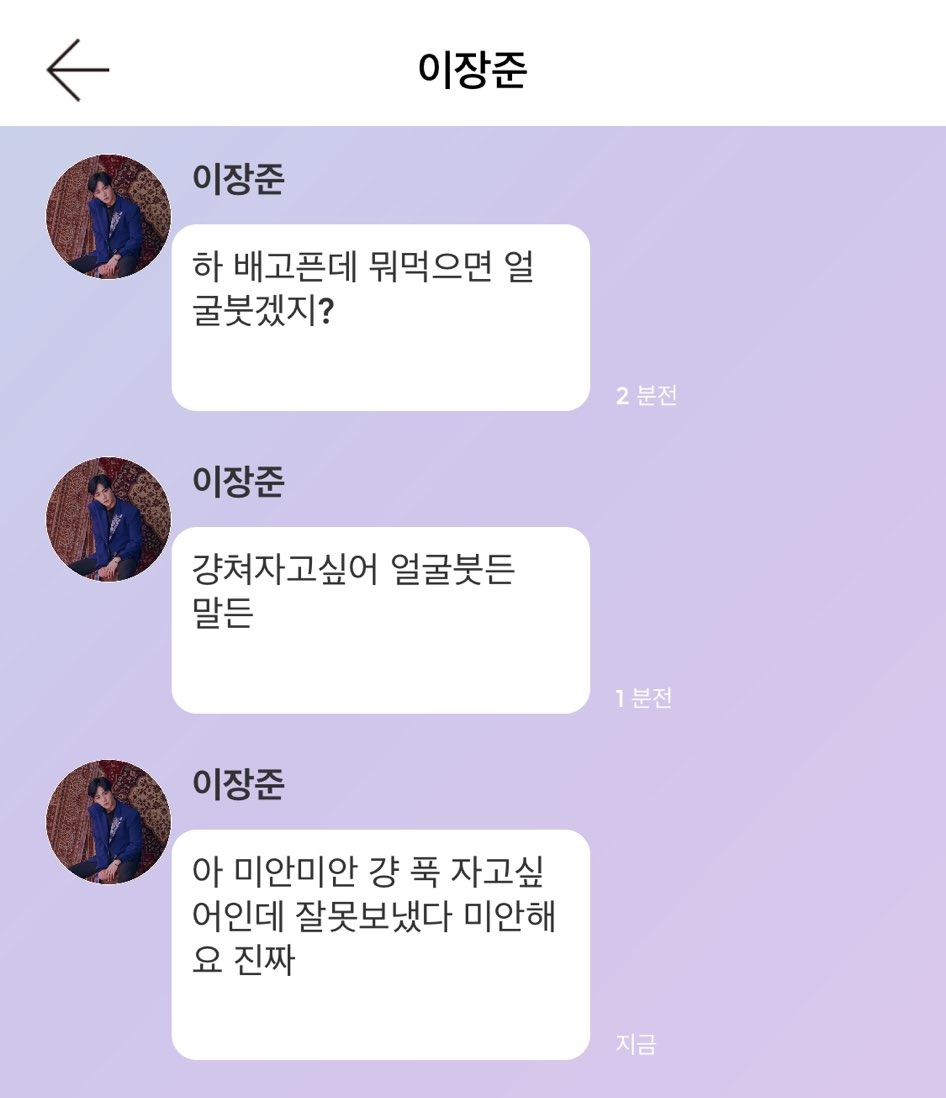 이장준
이장준
하 배고픈데 뭐먹으면 얼
굴붓겠지?
2 분전
이장준
걍쳐자고싶어 얼굴붓든
말든
1 분전
이장준
아 미안미안 걍 푹 자고싶
어인데 잘못보냈다 미안해
요 진짜
지금